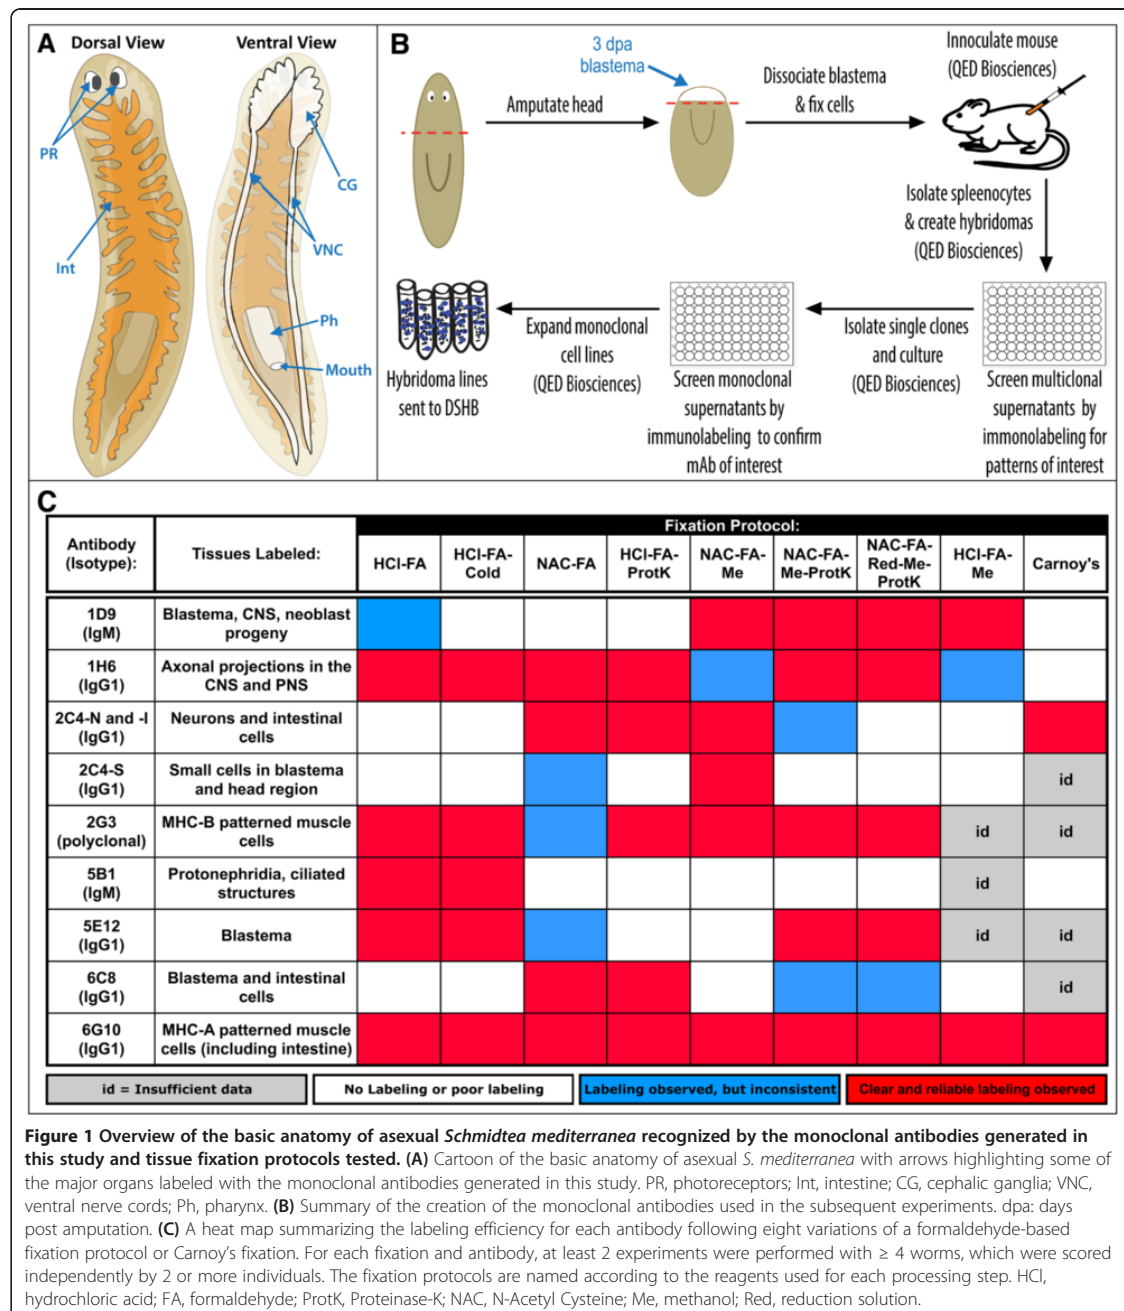 A
Dorsal View
Ventral View
PR
Int
CG
VNC
Ph
Mouth
B
3 dpa
blastema
Amputate head
Dissociate blastema
& fix cells
Innoculate mouse
(QED Biosciences)
Isolate spleenocytes
& create hybridomas
(QED Biosciences)
Screen multiclonal
supernatants by
immonolabeling for
patterns of interest
Isolate single clones
and culture
(QED Biosciences)
Screen monoclonal
supernatants by
immunolabeling to confirm
mAb of interest
Expand monoclonal
cell lines
(QED Biosciences)
Hybridoma lines
sent to DSHB
C
Antibody
(Isotype):
Tissues Labeled:
Fixation Protocol:
HCl-FA
HCl-FA-
Cold
NAC-FA
HCl-FA-
ProtK
NAC-FA-
Me
NAC-FA-
Me-ProtK
NAC-FA-
Red-Me-
ProtK
HCl-FA-
Me
Carnoy's
1D9
(IgM)
Blastema, CNS, neoblast
progeny
1H6
(IgG1)
Axonal projections in the
CNS and PNS
2C4-N and -I
(IgG1)
Neurons and intestinal
cells
2C4-S
(IgG1)
Small cells in blastema
and head region
id
2G3
(polyclonal)
MHC-B patterned muscle
cells
id
id
5B1
(IgM)
Protonephridia, ciliated
structures
id
5E12
(IgG1)
Blastema
id
id
6C8
(IgG1)
Blastema and intestinal
cells
id
6G10
(IgG1)
MHC-A patterned muscle
cells (including intestine)
id = Insufficient data
No Labeling or poor labeling
Labeling observed, but inconsistent
Clear and reliable labeling observed
Figure 1 Overview of the basic anatomy of asexual Schmidtea mediterranea recognized by the monoclonal antibodies generated in
this study and tissue fixation protocols tested. (A) Cartoon of the basic anatomy of asexual S. mediterranea with arrows highlighting some of
the major organs labeled with the monoclonal antibodies generated in this study. PR, photoreceptors; Int, intestine; CG, cephalic ganglia; VNC,
ventral nerve cords; Ph, pharynx. (B) Summary of the creation of the monoclonal antibodies used in the subsequent experiments. dpa: days
post amputation. (C) A heat map summarizing the labeling efficiency for each antibody following eight variations of a formaldehyde-based
fixation protocol or Carnoy's fixation. For each fixation and antibody, at least 2 experiments were performed with ≥ 4 worms, which were scored
independently by 2 or more individuals. The fixation protocols are named according to the reagents used for each processing step. HCl,
hydrochloric acid; FA, formaldehyde; ProtK, Proteinase-K; NAC, N-Acetyl Cysteine; Me, methanol; Red, reduction solution.